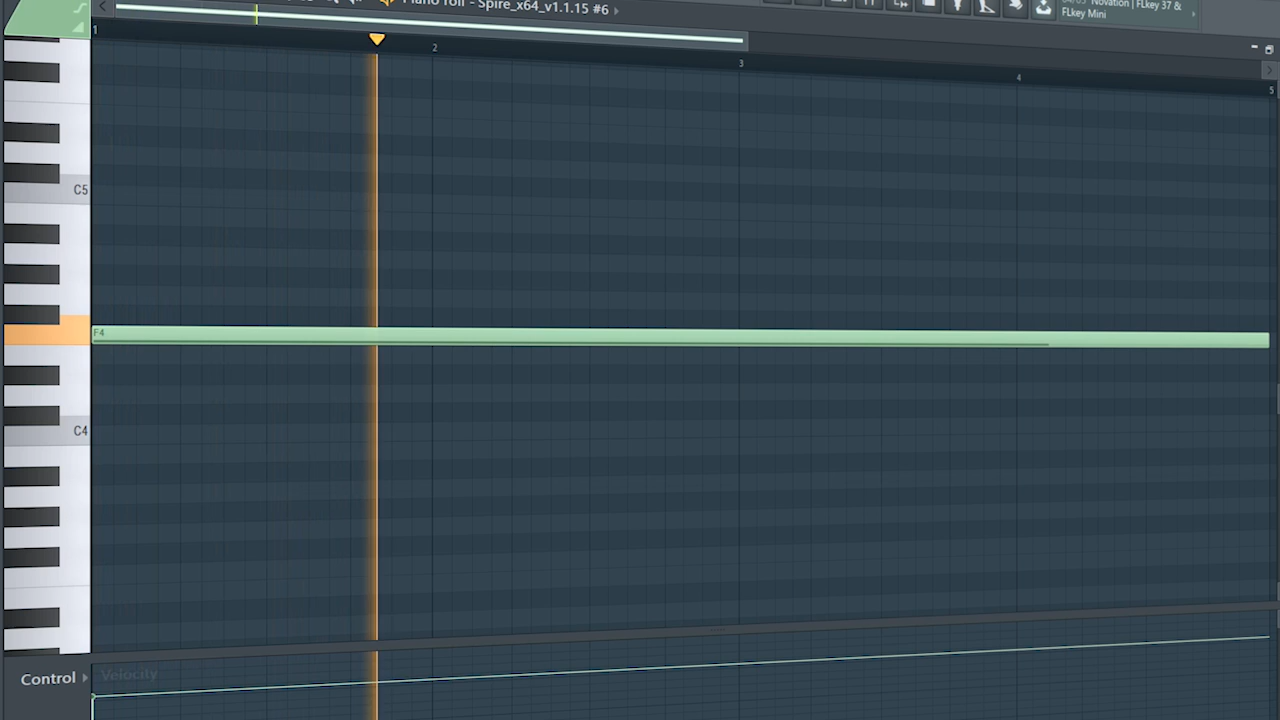 Piano roll - Spire_x64_v1.1.15 #6
Novation | FLkey 37 &
FLkey Mini
1
2
3
4
5
C5
F4
C4
Control
Velocity